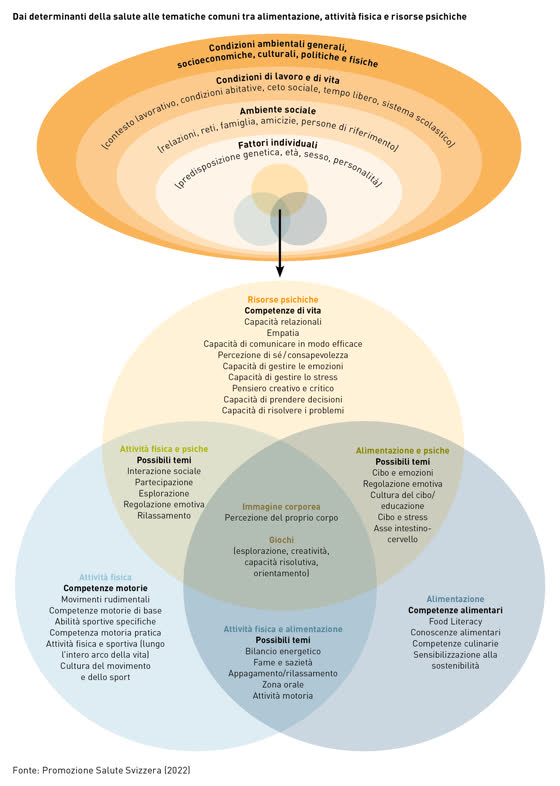 Dai determinanti della salute alle tematiche comuni tra alimentazione, attività fisica e risorse psichiche
Condizioni ambientali generali,
socioeconomiche, culturali, politiche e fisiche
Condizioni di lavoro e di vita
(contesto lavorativo, condizioni abitative, ceto sociale, tempo libero, sistema scolastico)
Ambiente sociale
(relazioni, reti, famiglia, amicizie, persone di riferimento)
Fattori individuali
(predisposizione genetica, età, sesso, personalità)
Risorse psichiche
Competenze di vita
Capacità relazionali
Empatia
Capacità di comunicare in modo efficace
Percezione di sé/consapevolezza
Capacità di gestire le emozioni
Capacità di gestire lo stress
Pensiero creativo e critico
Capacità di prendere decisioni
Capacità di risolvere i problemi
Attività fisica e psiche
Possibili temi
Interazione sociale
Partecipazione
Esplorazione
Regolazione emotiva
Rilassamento
Alimentazione e psiche
Possibili temi
Cibo e emozioni
Regolazione emotiva
Cultura del cibo/
educazione
Cibo e stress
Asse intestino-
cervello
Immagine corporea
Percezione del proprio corpo
Giochi
(esplorazione, creatività,
capacità risolutiva,
orientamento)
Attività fisica
Competenze motorie
Movimenti rudimentali
Competenze motorie di base
Abilità sportive specifiche
Competenza motoria pratica
Attività fisica e sportiva (lungo
l'intero arco della vita)
Cultura del movimento
e dello sport
Attività fisica e alimentazione
Possibili temi
Bilancio energetico
Fame e sazietà
Appagamento/rilassamento
Zona orale
Attività motoria
Alimentazione
Competenze alimentari
Food Literacy
Conoscenze alimentari
Competenze culinarie
Sensibilizzazione alla
sostenibilità
Fonte: Promozione Salute Svizzera (2022)